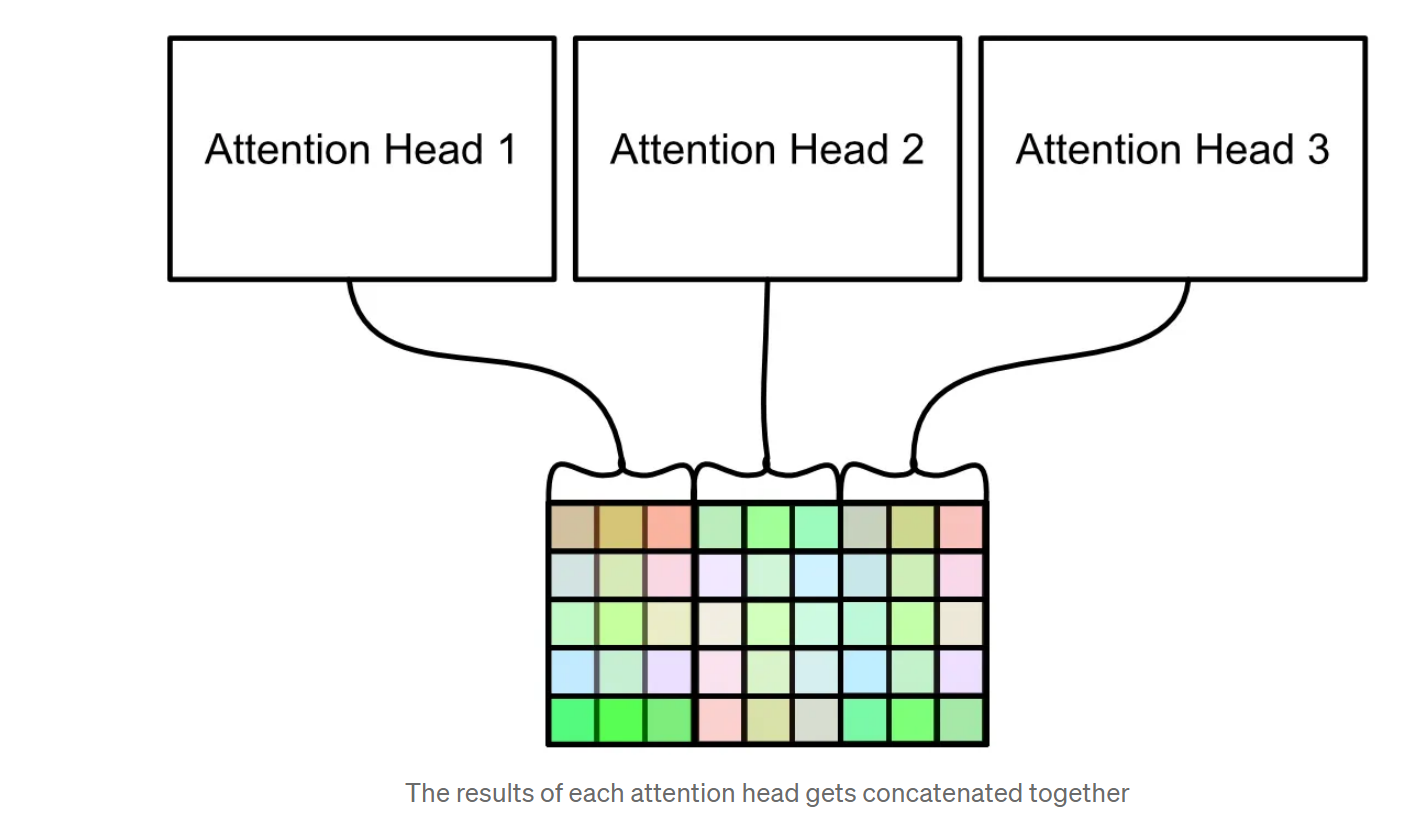 Attention Head 1
Attention Head 2
Attention Head 3
The results of each attention head gets concatenated together